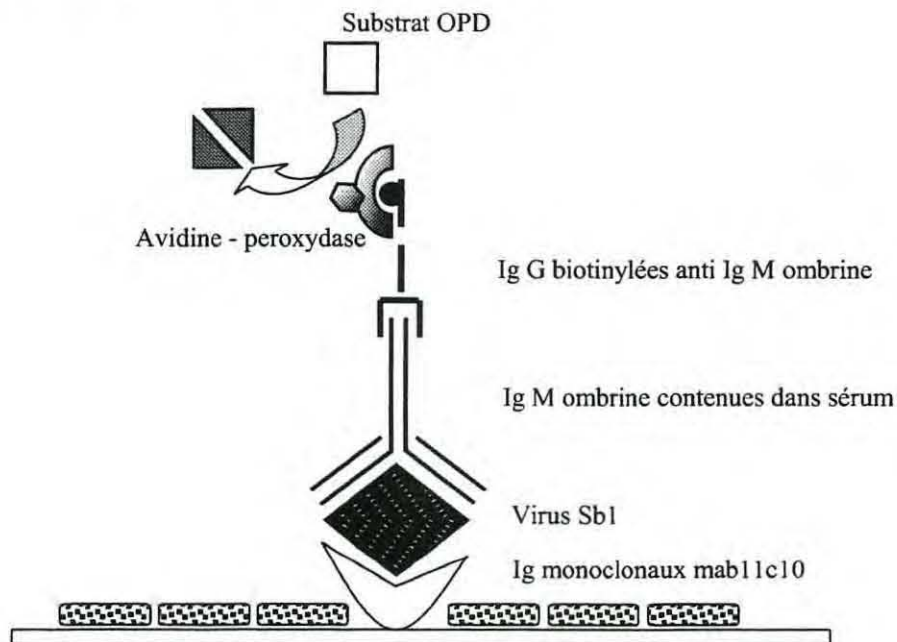 Substrat OPD
Avidine - peroxydase
Ig G biotinylées anti Ig M ombrine
Ig M ombrine contenues dans sérum
Virus Sb1
Ig monoclonaux mab11c10